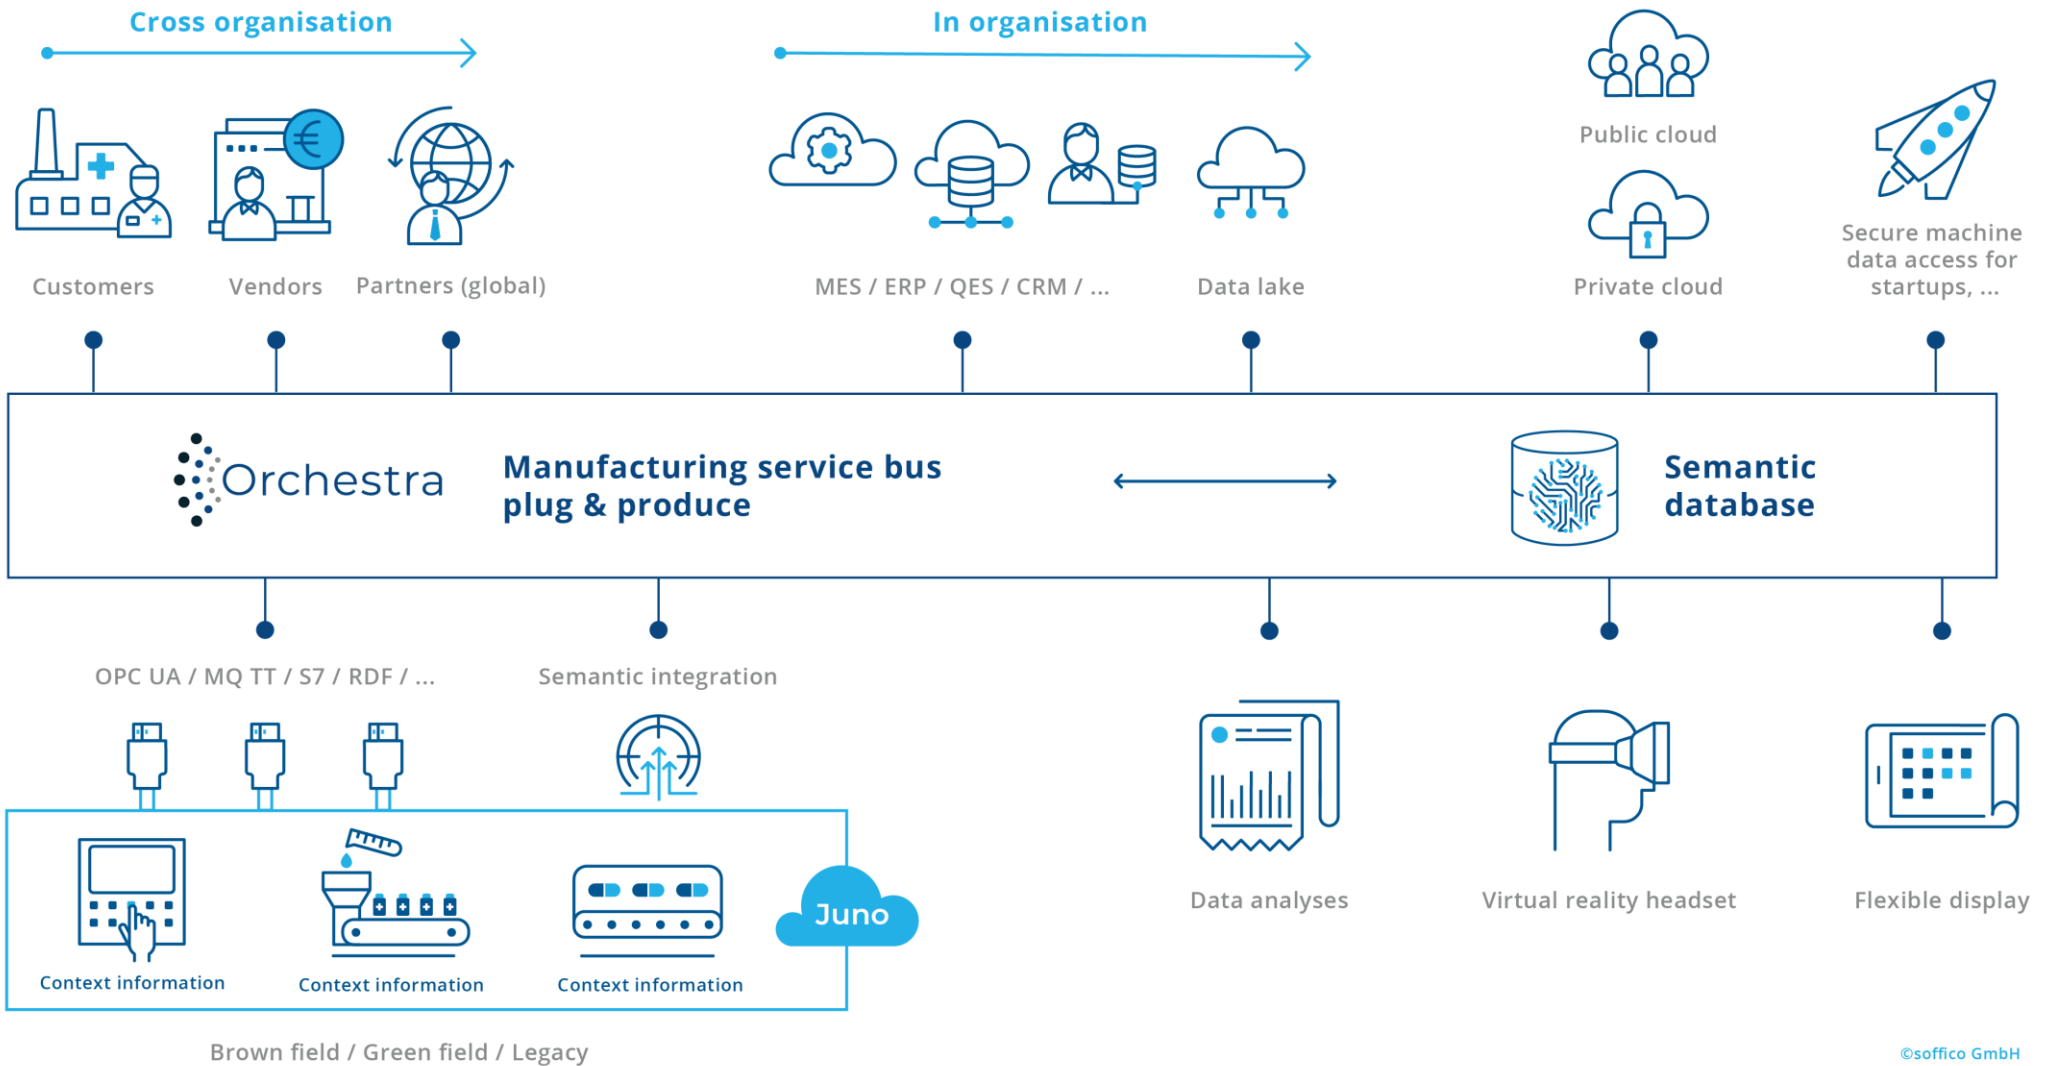 Cross organisation
In organisation
Public cloud
Customers
Vendors
Partners (global)
MES / ERP / QES / CRM / ...
Data lake
Private cloud
Secure machine
data access for
startups, ...
Orchestra
Manufacturing service bus
plug & produce
Semantic
database
OPC UA / MQ TT / S7 / RDF / ...
Semantic integration
Juno
Context information
Context information
Context information
Data analyses
Virtual reality headset
Flexible display
Brown field / Green field / Legacy
©soffico GmbH